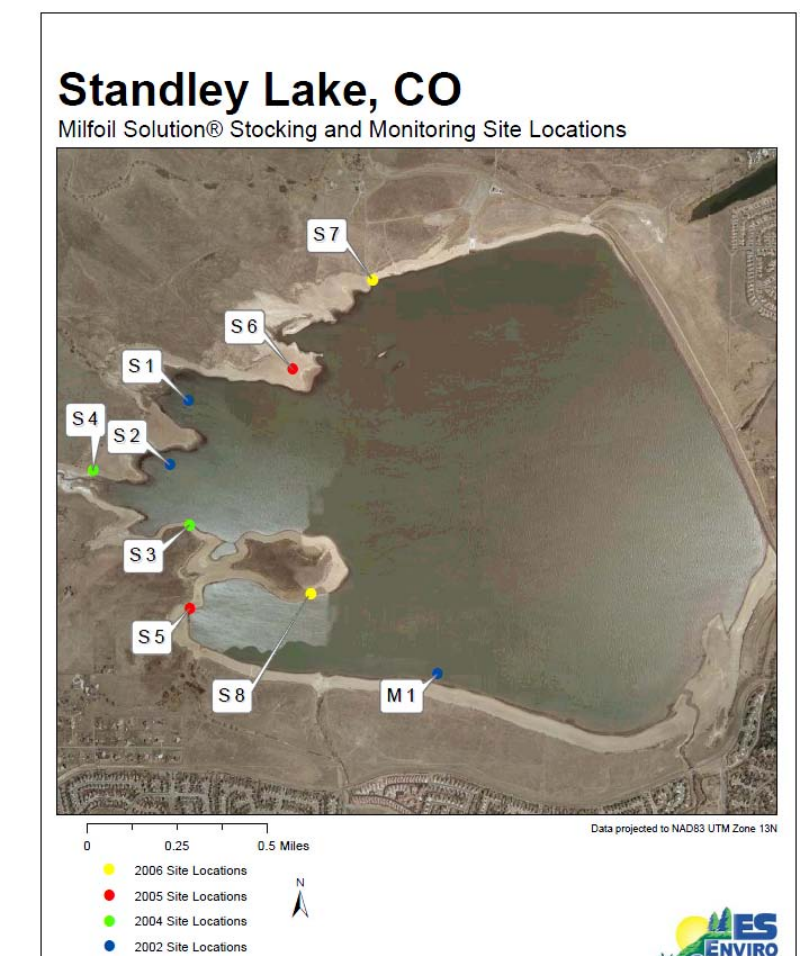 Standley Lake, CO
Milfoil Solution® Stocking and Monitoring Site Locations
S 7
S 6
S 1
S 4
S 2
S 3
S 5
S 8
M 1
Data projected to NAD83 UTM Zone 13N
0 0.25 0.5 Miles
2006 Site Locations
N
2005 Site Locations
2004 Site Locations
2002 Site Locations
ES
ENVIRO